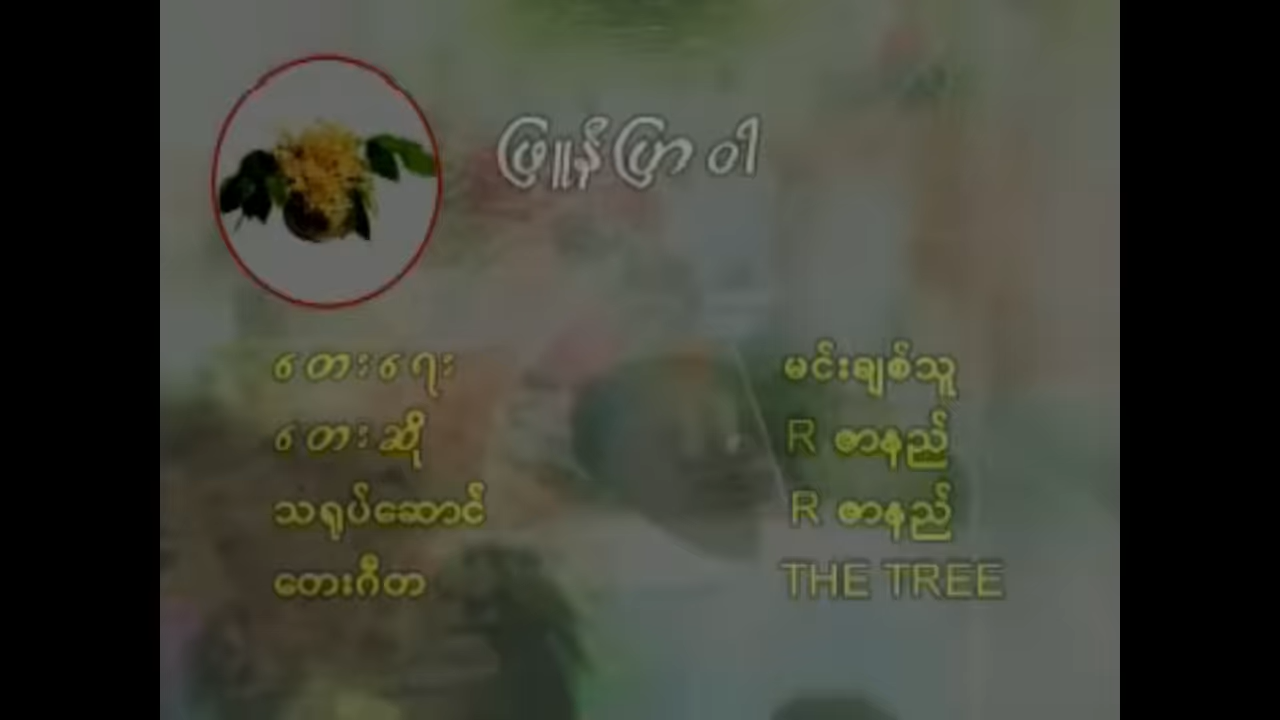 ဖြူနီပြာ ဝါ
တေးရေး မင်းချစ်သူ
တေးဆို R ဇာနည်
သရုပ်ဆောင် R ဇာနည်
တေးဂီတ THE TREE